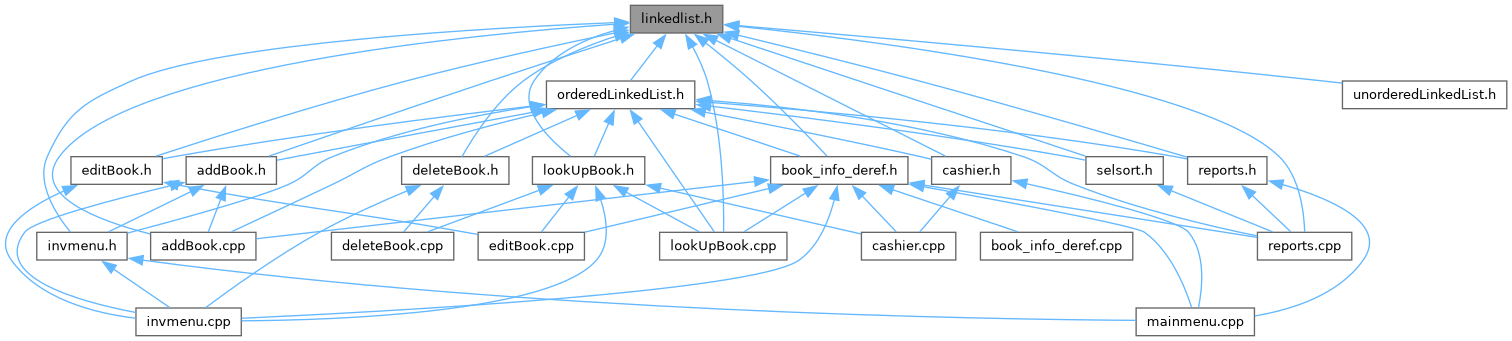 linkedlist.h
orderedLinkedList.h
unorderedLinkedList.h
editBook.h
addBook.h
deleteBook.h
lookUpBook.h
book_info_deref.h
cashier.h
selsort.h
reports.h
invmenu.h
addBook.cpp
deleteBook.cpp
editBook.cpp
lookUpBook.cpp
cashier.cpp
book_info_deref.cpp
reports.cpp
invmenu.cpp
mainmenu.cpp